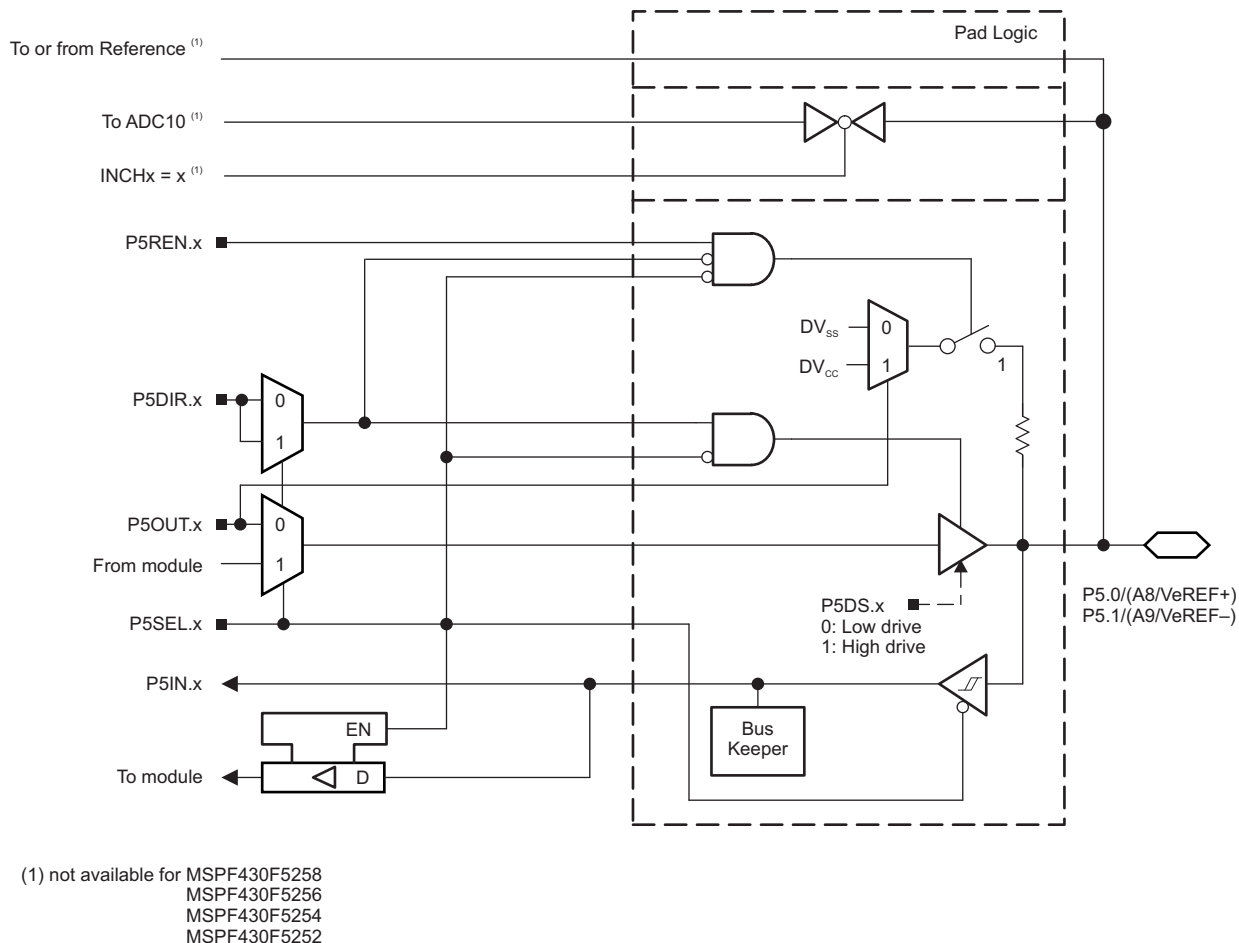 Pad Logic
To or from Reference (1)
To ADC10 (1)
INCHx = x (1)
P5REN.x
DVSS
0
DVCC
1
1
P5DIR.x
0
1
P5OUT.x
0
From module
1
P5DS.x
0: Low drive
1: High drive
P5.0/(A8/VeREF+)
P5.1/(A9/VeREF–)
P5SEL.x
P5IN.x
EN
Bus
Keeper
To module
D
(1) not available for MSPF430F5258
MSPF430F5256
MSPF430F5254
MSPF430F5252